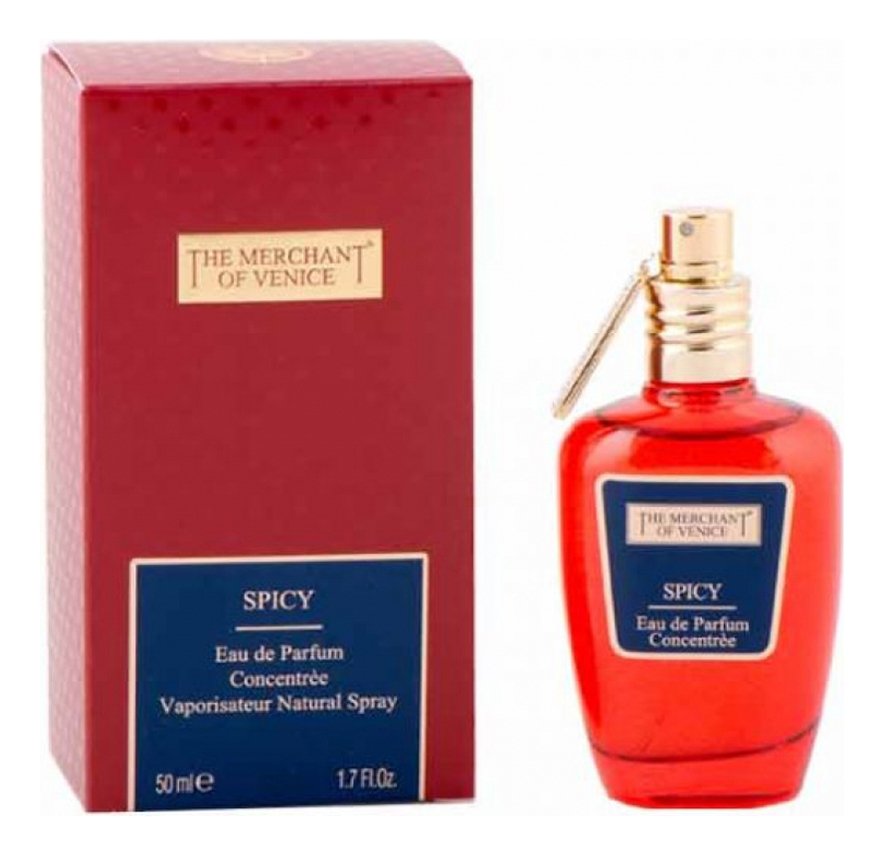 THE MERCHANT
OF VENICE
SPICY
Eau de Parfum
Concentrèe
Vaporisateur Natural Spray
50 ml e 1.7 Fl.Oz.
THE MERCHANT
OF VENICE
SPICY
Eau de Parfum
Concentrèe